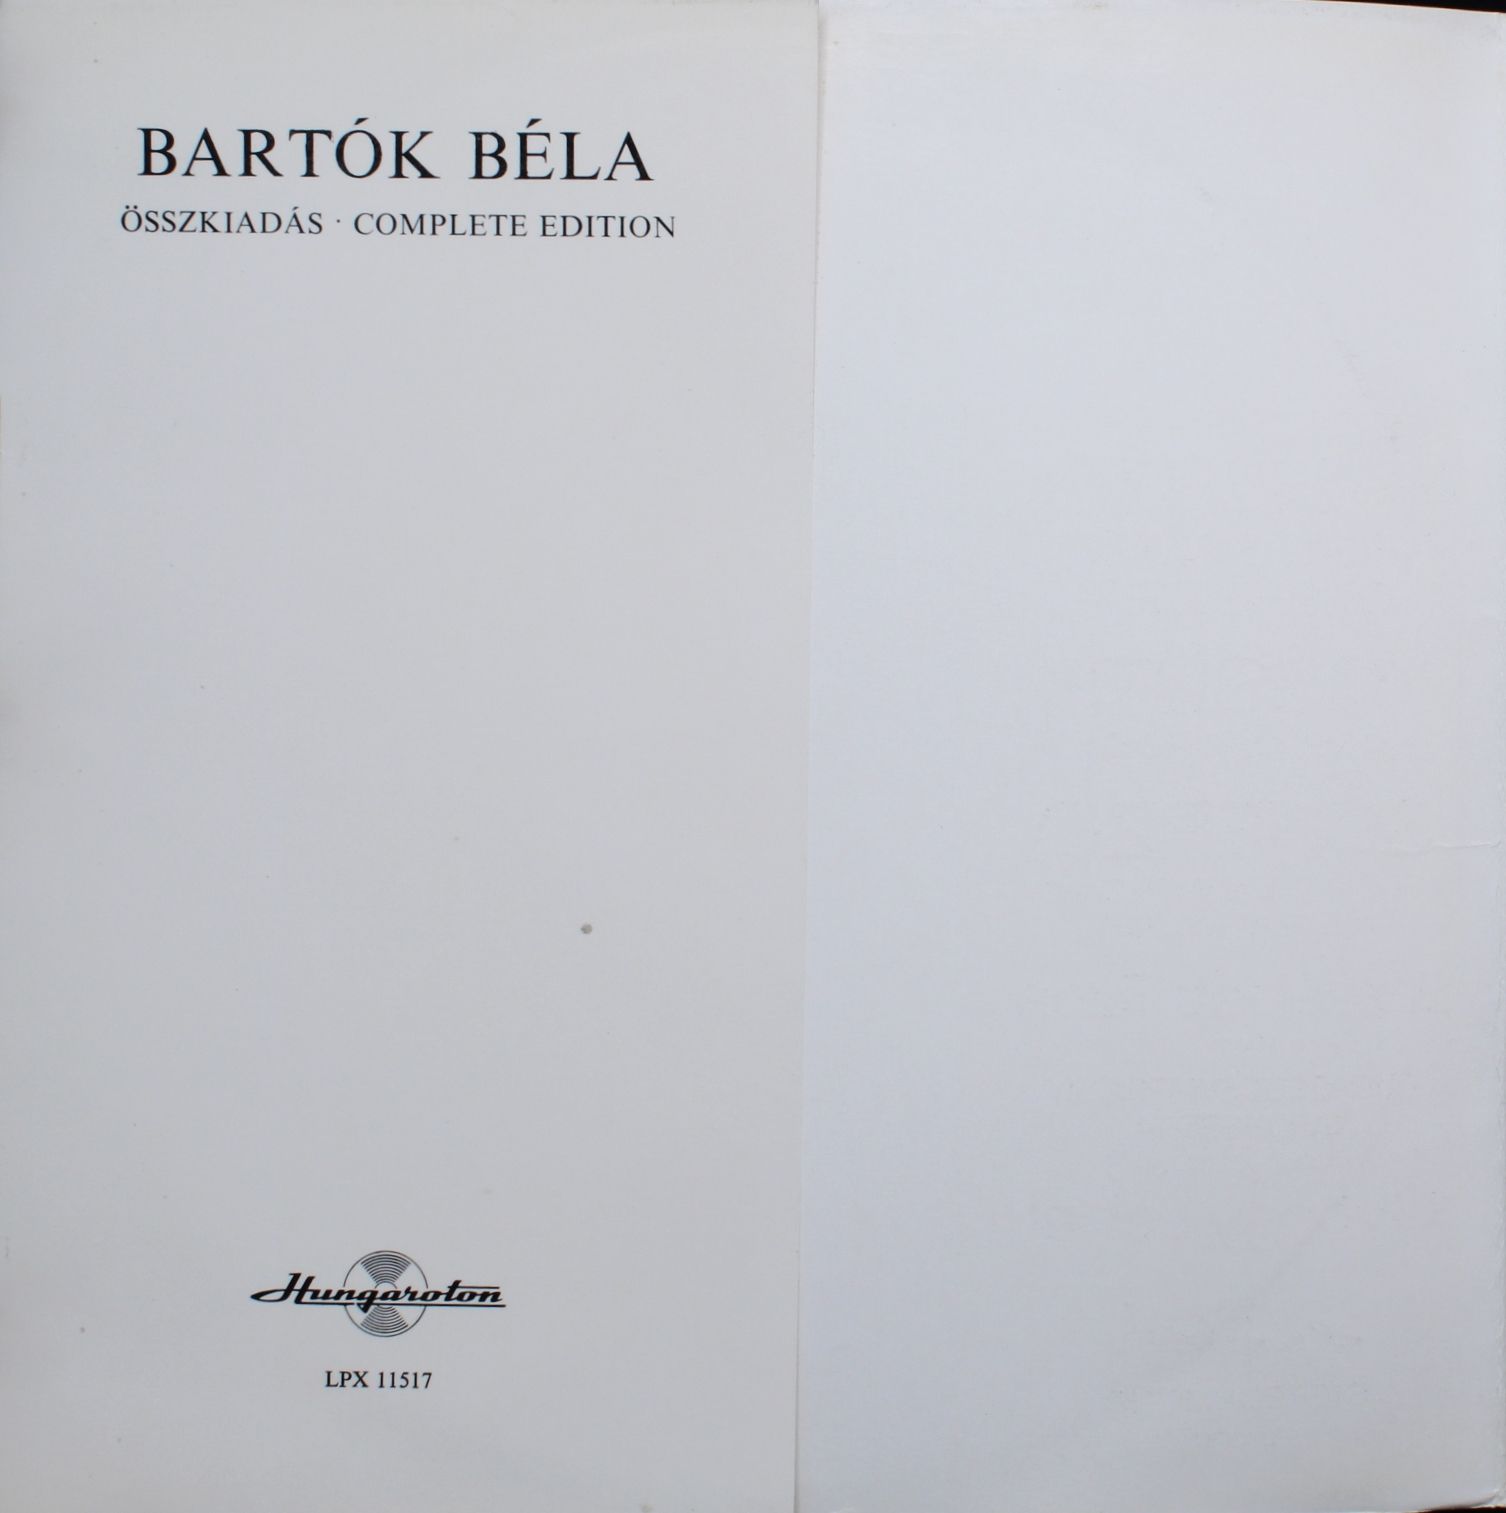 BARTÓK BÉLA
ÖSSZKIADÁS · COMPLETE EDITION
Hungaroton
LPX 11517